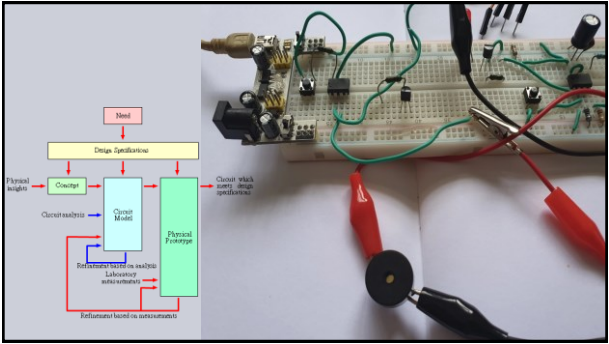 Need
Design Specifications
Physical
insights
Concept
Circuit which
meets design
specifications
Circuit analysis
Circuit
Model
Physical
Prototype
Refinement based on analysis
Laboratory
measurements
Refinement based on measurements